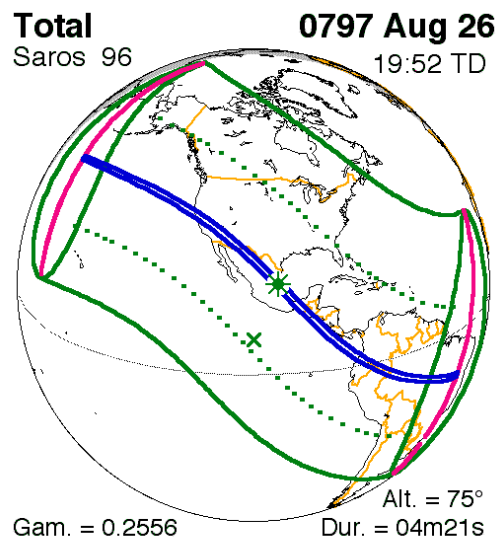 Total 0797 Aug 26
Saros 96 19:52 TD
Alt. = 75°
Gam. = 0.2556 Dur. = 04m21s